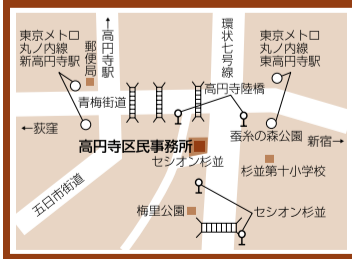 東京メトロ
丸ノ内線
新高円寺駅
郵便局
↑高円寺駅
環状七号線
東京メトロ
丸ノ内線
東高円寺駅
青梅街道
高円寺陸橋
←荻窪
蚕糸の森公園
新宿→
高円寺区民事務所
セシオン杉並
杉並第十小学校
五日市街道
梅里公園
セシオン杉並